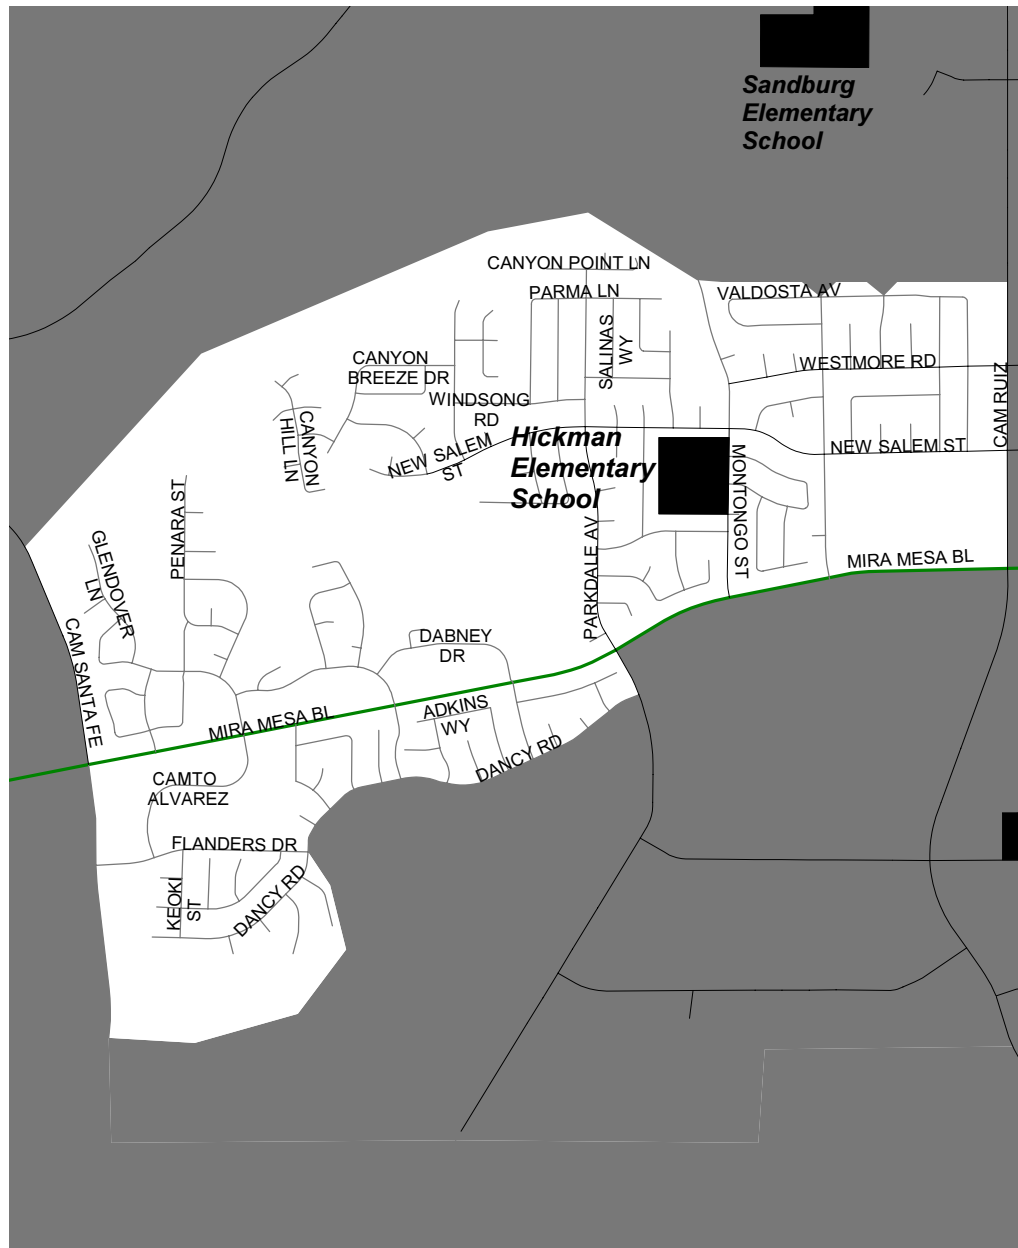 Sandburg
Elementary
School
CANYON POINT LN
PARMA LN
VALDOSTA AV
SALINAS
WY
CANYON
BREEZE DR
WESTMORE RD
CAM RUIZ
WINDSONG
RD
CANYON
HILL LN
NEW SALEM
ST
Hickman
Elementary
School
NEW SALEM ST
MONTONGO ST
PENARA ST
PARKDALE AV
GLENDOVER
LN
MIRA MESA BL
CAM SANTA FE
DABNEY
DR
ADKINS
WY
MIRA MESA BL
DANCY RD
CAMTO
ALVAREZ
FLANDERS DR
KEOKI
ST
DANCY RD